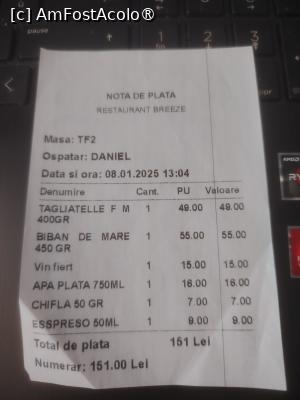 [c] AmFostAcolo®
pause
NOTA DE PLATA
RESTAURANT BREEZE
Masa: TF2
Ospatar: DANIEL
Data si ora: 08.01.2025 13:04
Denumire Cant. PU Valoare
TAGLIATELLE F M 1 49.00 49.00
400GR
BIBAN DE MARE 1 55.00 55.00
450 GR
Vin fiert 1 15.00 15.00
APA PLATA 750ML 1 16.00 16.00
CHIFLA 50 GR 1 7.00 7.00
ESSPRESO 50ML 1 9.00 9.00
Total de plata 151 Lei
Numerar: 151.00 Lei
AMD
RY